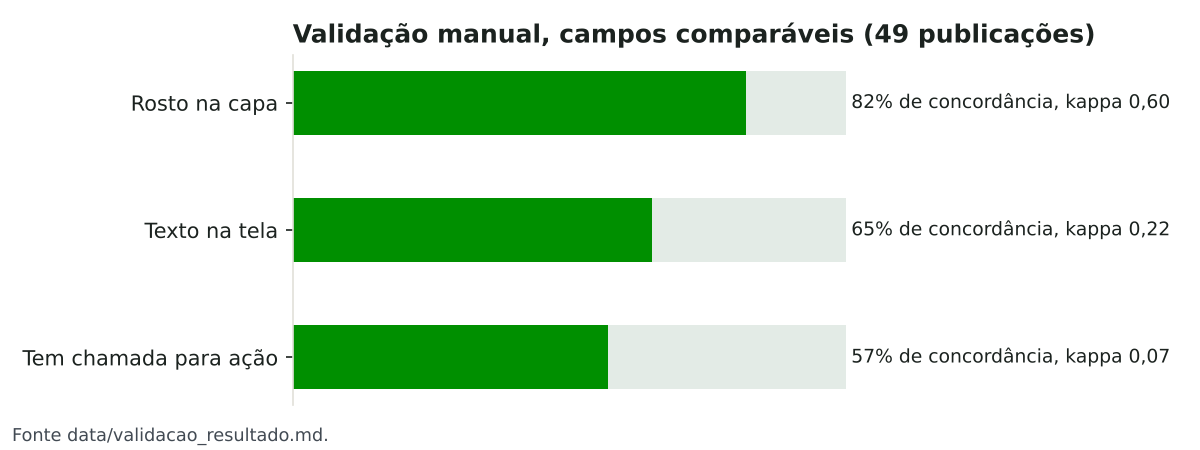 Validação manual, campos comparáveis (49 publicações)
Rosto na capa
82% de concordância, kappa 0,60
Texto na tela
65% de concordância, kappa 0,22
Tem chamada para ação
57% de concordância, kappa 0,07
Fonte data/validacao_resultado.md.